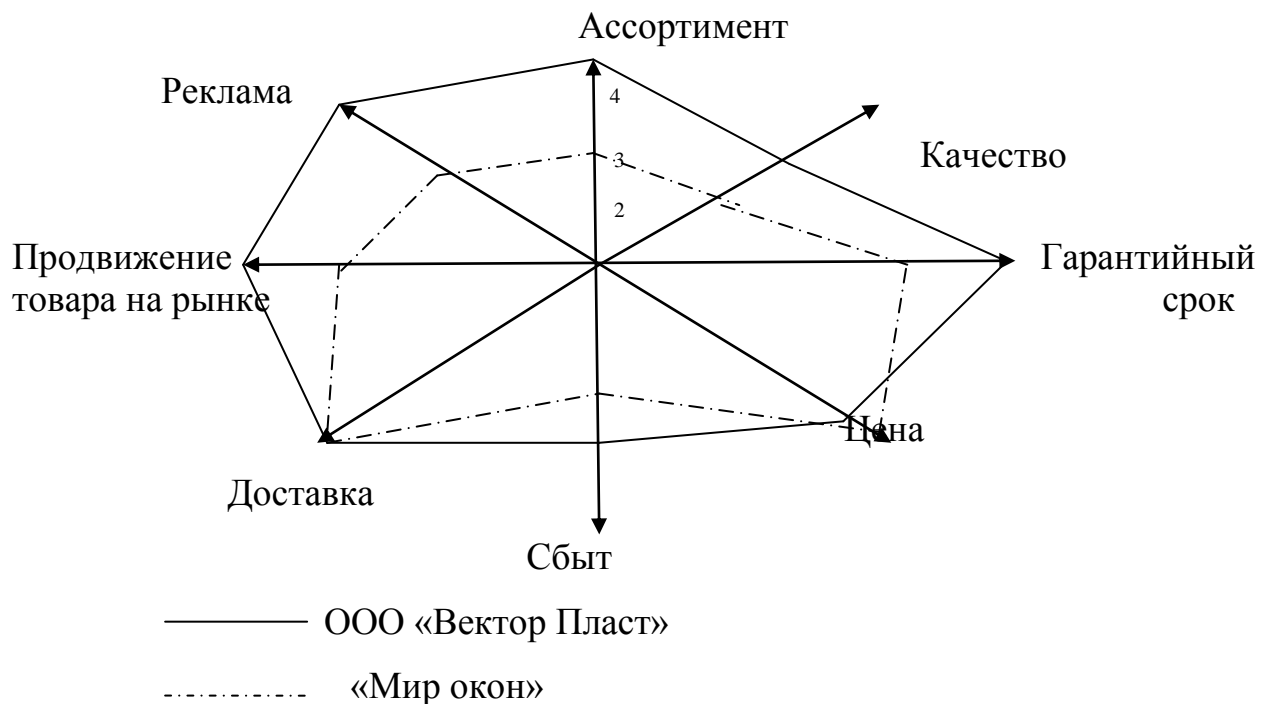 Ассортимент
Реклама
4
3
Качество
2
Продвижение
товара на рынке
Гарантийный
срок
Цена
Доставка
Сбыт
ООО «Вектор Пласт»
«Мир окон»